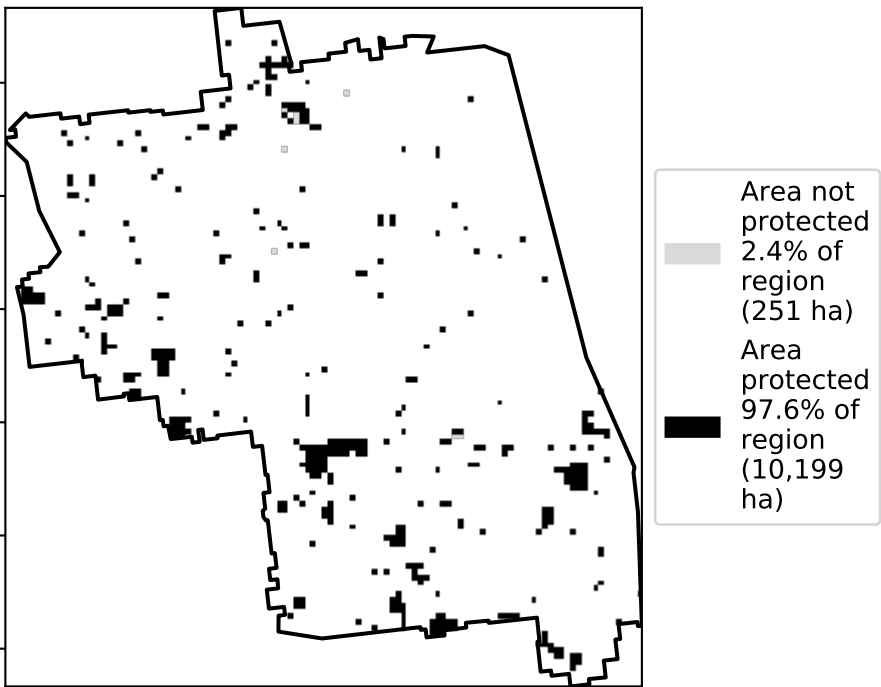 Area not
protected
2.4% of
region
(251 ha)
Area
protected
97.6% of
region
(10,199
ha)